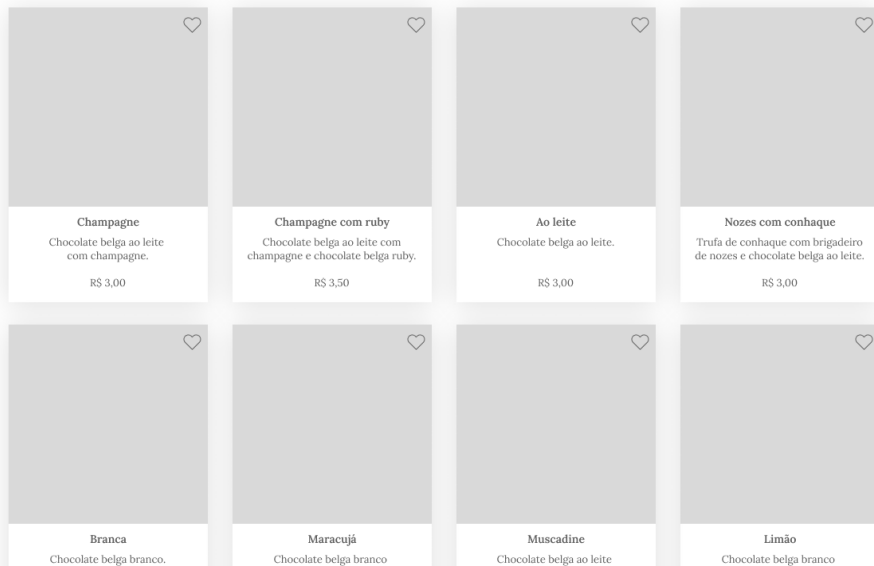 Champagne
Chocolate belga ao leite
com champagne.
R$ 3,00
Champagne com ruby
Chocolate belga ao leite com
champagne e chocolate belga ruby.
R$ 3,50
Ao leite
Chocolate belga ao leite.
R$ 3,00
Nozes com conhaque
Trufa de conhaque com brigadeiro
de nozes e chocolate belga ao leite.
R$ 3,00
Branca
Chocolate belga branco.
Maracujá
Chocolate belga branco
Muscadine
Chocolate belga ao leite
Limão
Chocolate belga branco